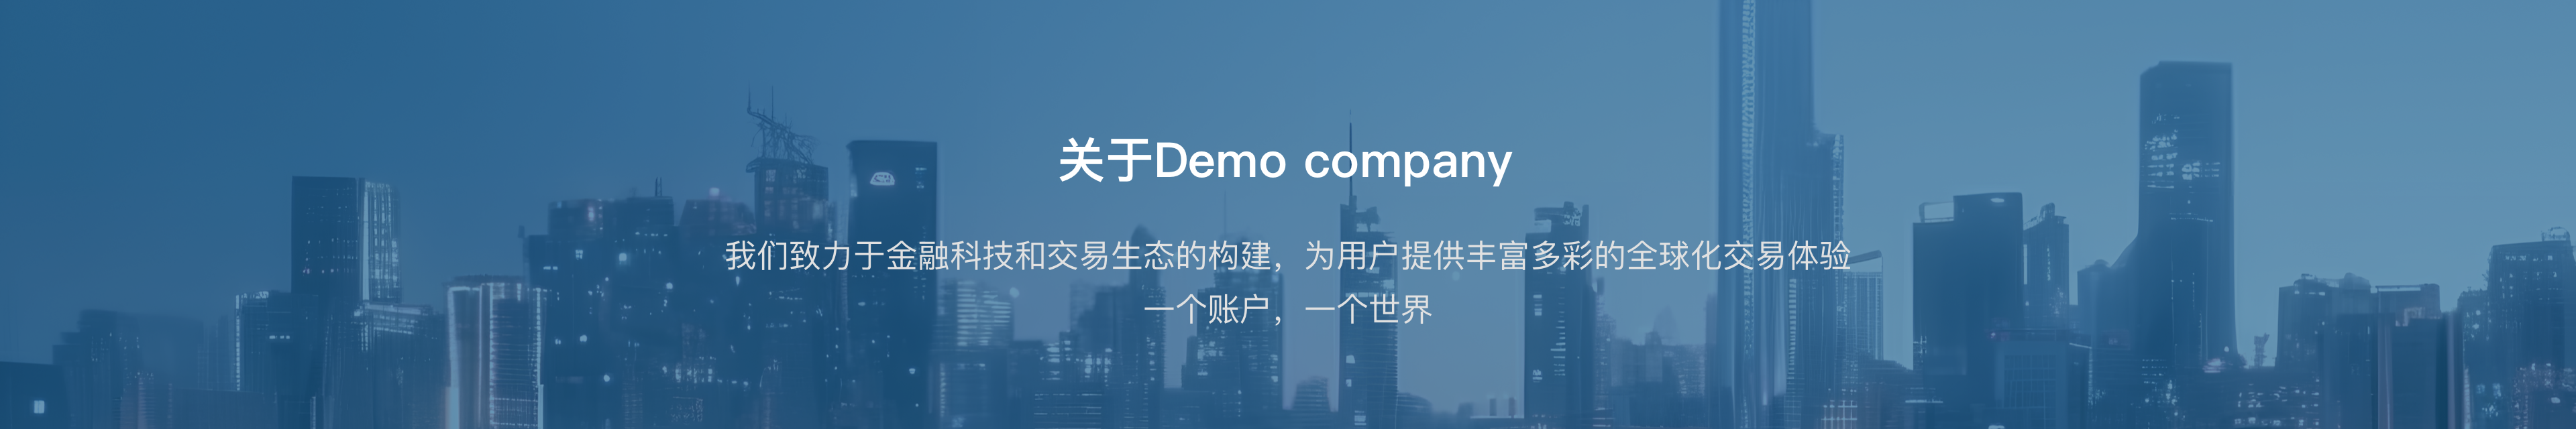 关于Demo company
我们致力于金融科技和交易生态的构建，为用户提供丰富多彩的全球化交易体验
一个账户，一个世界